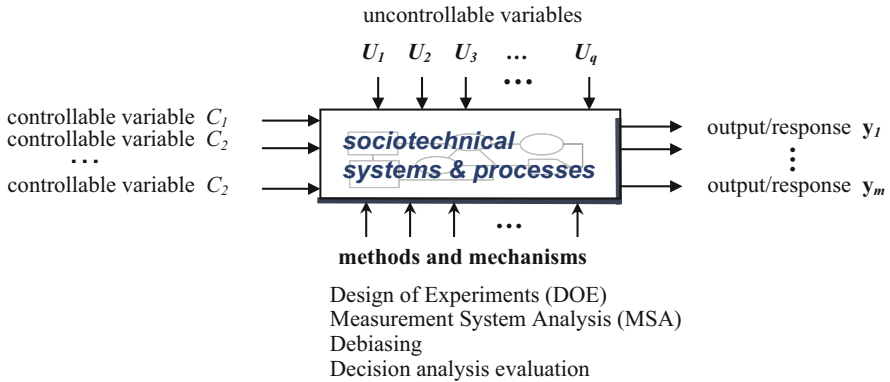 uncontrollable variables
U1 U2 U3 ... Uq
...
controllable variable C1
controllable variable C2
...
controllable variable C2
sociotechnical
systems & processes
output/response y1
⋮
output/response ym
...
methods and mechanisms
Design of Experiments (DOE)
Measurement System Analysis (MSA)
Debiasing
Decision analysis evaluation